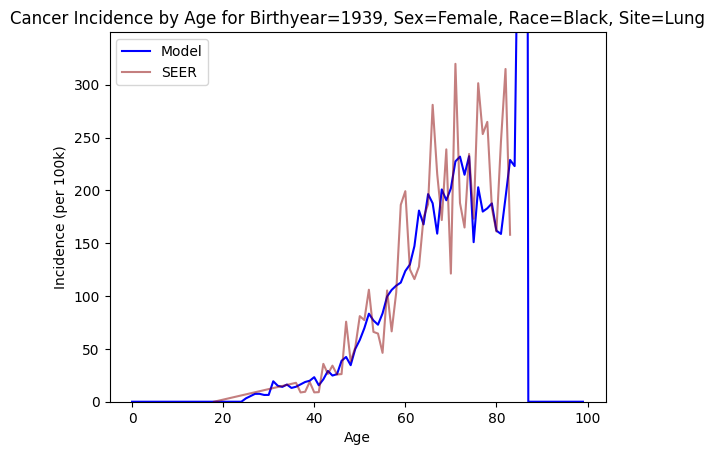 Cancer Incidence by Age for Birthyear=1939, Sex=Female, Race=Black, Site=Lung
Model
SEER
Incidence (per 100k)
300
250
200
150
100
50
0
0 20 40 60 80 100
Age